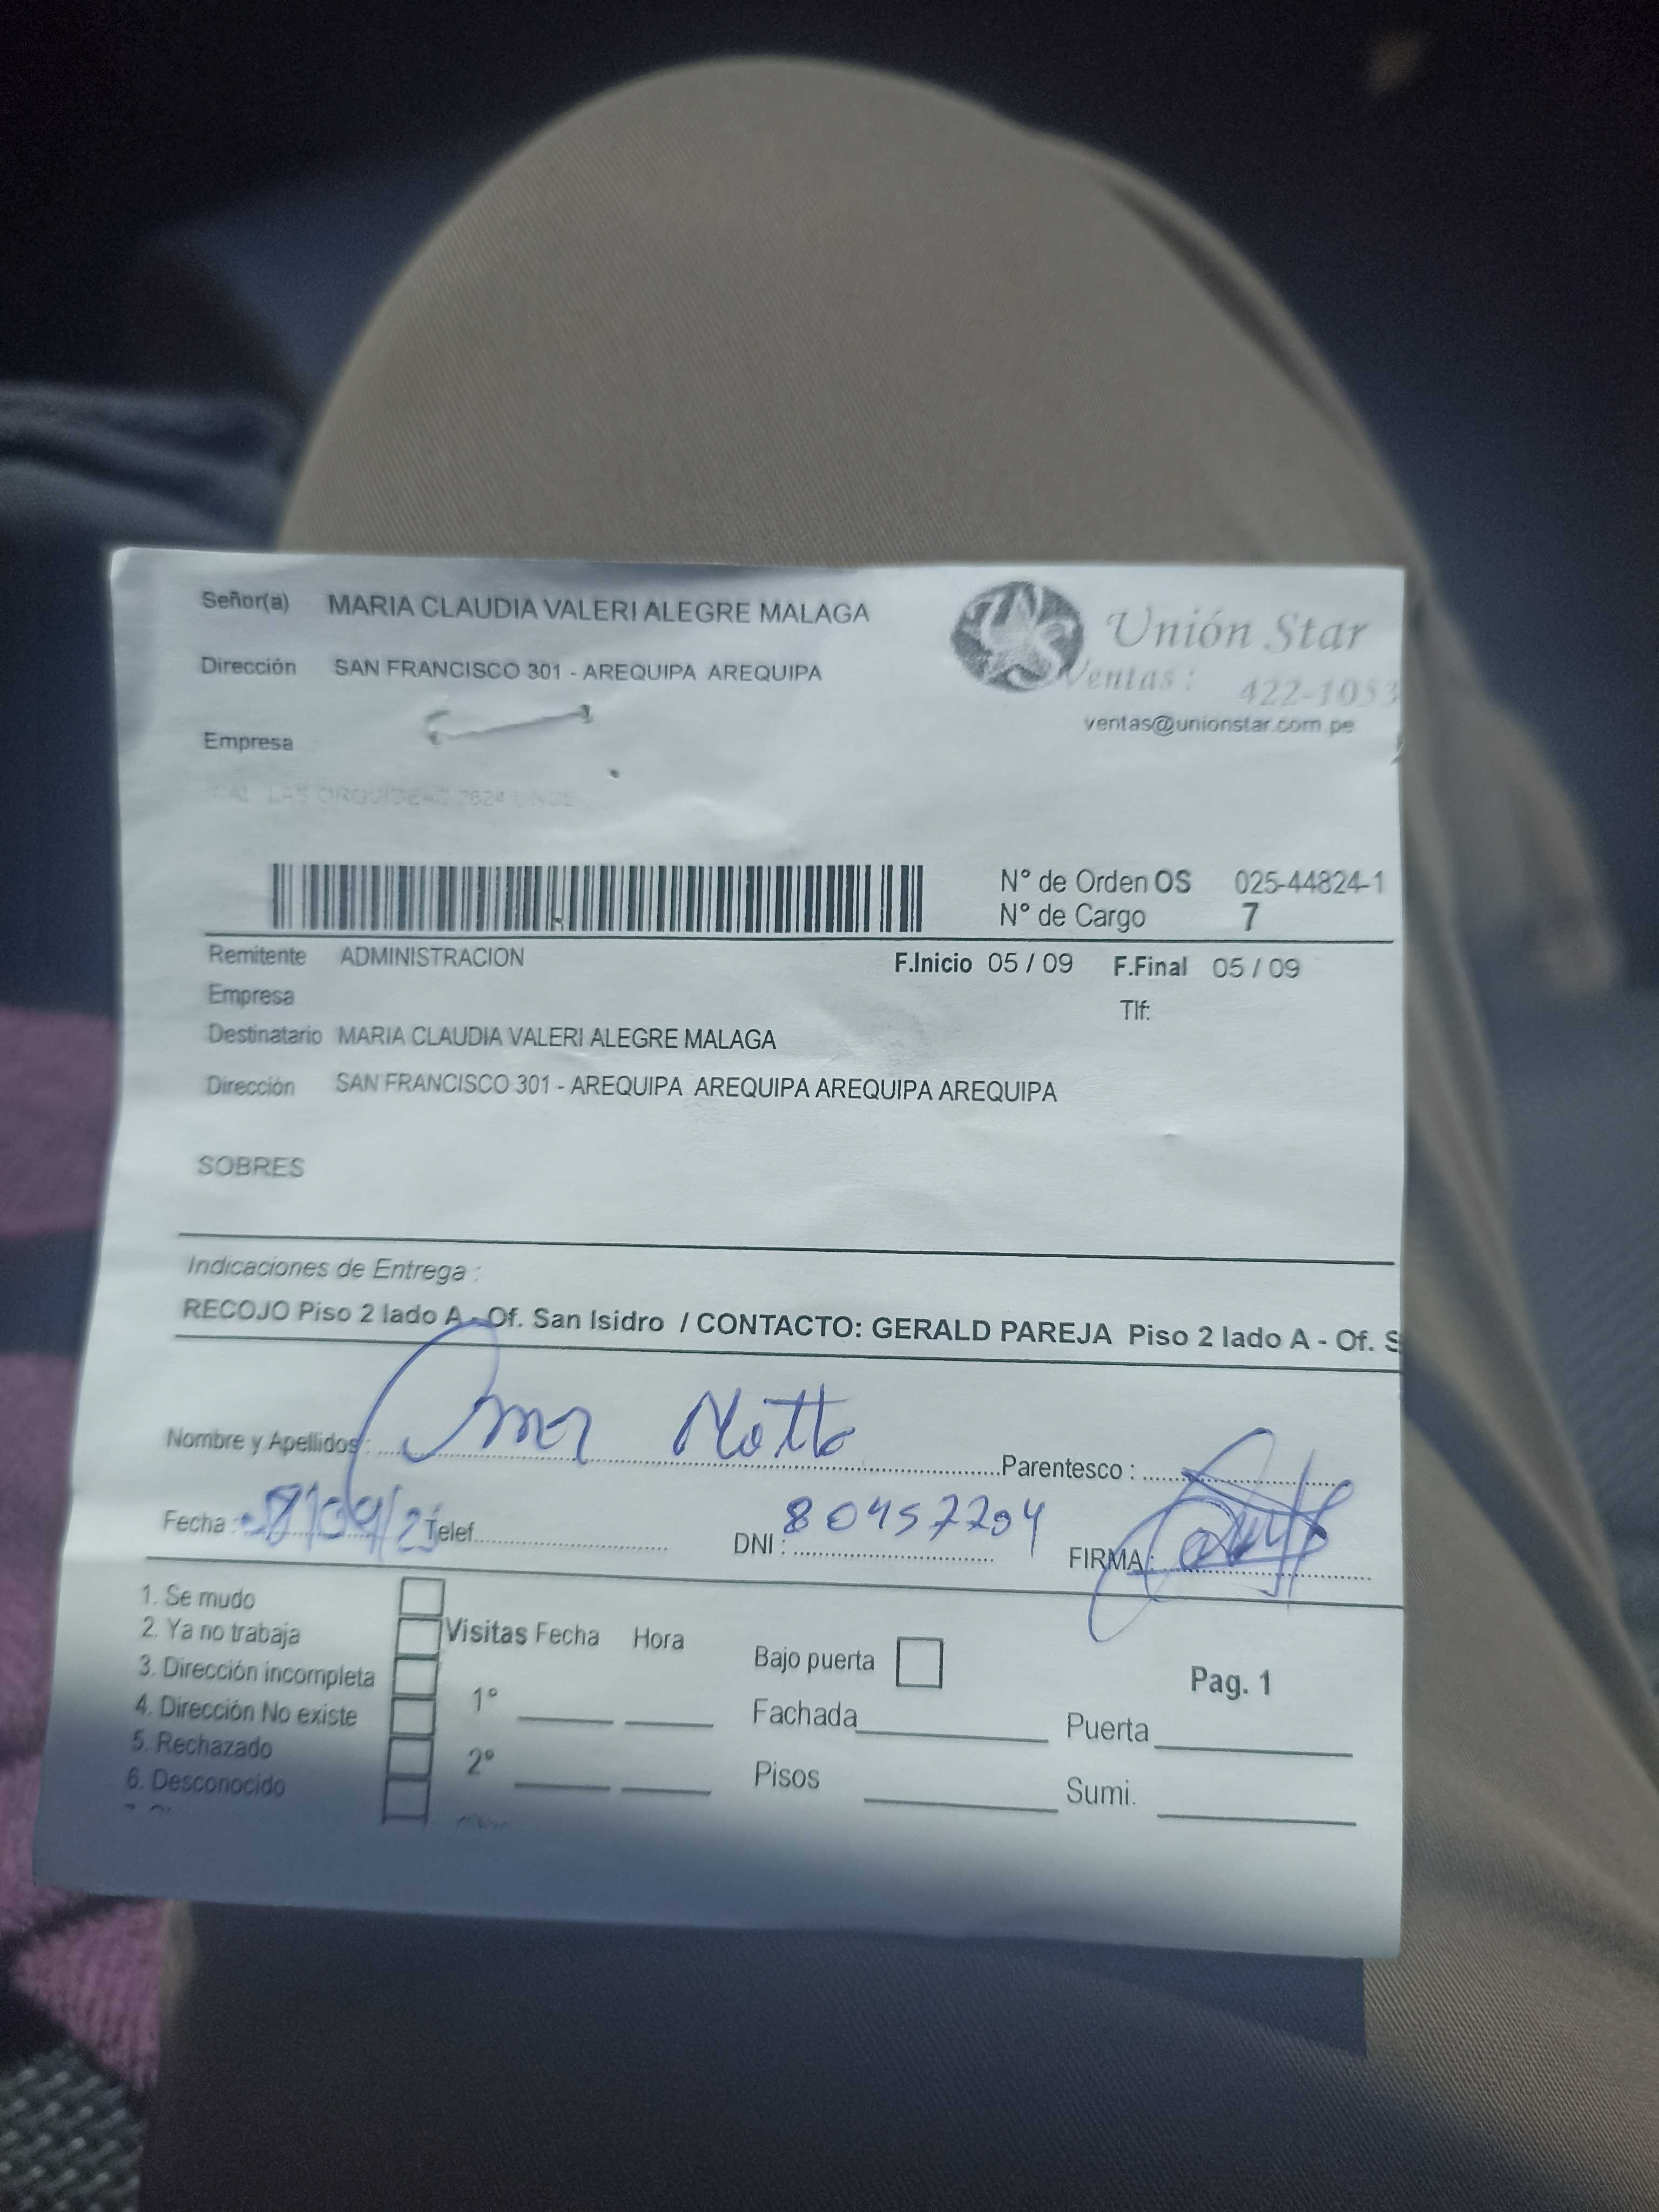 Señor(a) MARIA CLAUDIA VALERI ALEGRE MALAGA
Unión Star
Dirección SAN FRANCISCO 301 - AREQUIPA AREQUIPA
Ventas : 422-1053
ventas@unionstar.com.pe
Empresa
N° de Orden OS 025-44824-1
N° de Cargo 7
Remitente ADMINISTRACION
F.Inicio 05 / 09 F.Final 05 / 09
Empresa
Tlf:
Destinatario MARIA CLAUDIA VALERI ALEGRE MALAGA
Dirección SAN FRANCISCO 301 - AREQUIPA AREQUIPA AREQUIPA AREQUIPA
SOBRES
Indicaciones de Entrega :
RECOJO Piso 2 lado A - Of. San Isidro / CONTACTO: GERALD PAREJA Piso 2 lado A - Of. S
Nombre y Apellidos : Parentesco :
Fecha : Telef. DNI : 80457204 FIRMA :
1. Se mudo
2. Ya no trabaja
3. Dirección incompleta
4. Dirección No existe
5. Rechazado
6. Desconocido
Visitas Fecha Hora
1°
2°
Bajo puerta
Fachada
Pisos
Pag. 1
Puerta
Sumi.